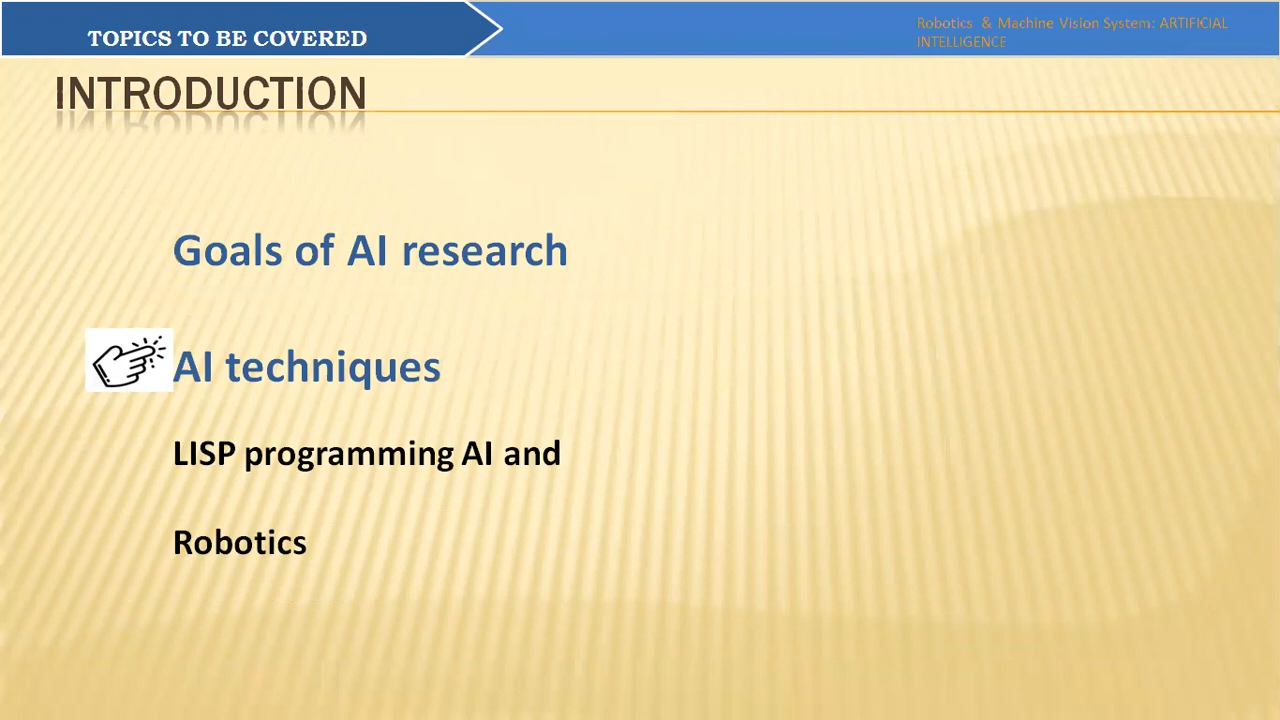 TOPICS TO BE COVERED
Robotics & Machine Vision System: ARTIFICIAL
INTELLIGENCE
INTRODUCTION
Goals of AI research
AI techniques
LISP programming AI and
Robotics